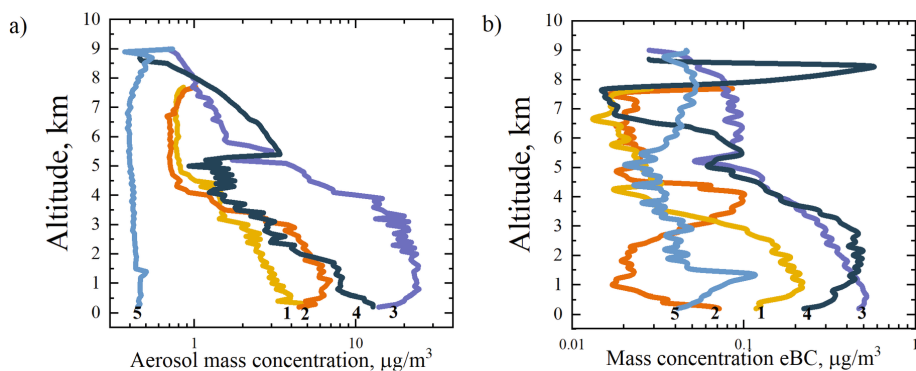 a)
Altitude, km
9
8
7
6
5
4
3
2
1
0
5 1 2 4 3
1 10
Aerosol mass concentration, µg/m³
b)
Altitude, km
9
8
7
6
5
4
3
2
1
0
5 2 1 4 3
0.01 0.1 1
Mass concentration eBC, µg/m³